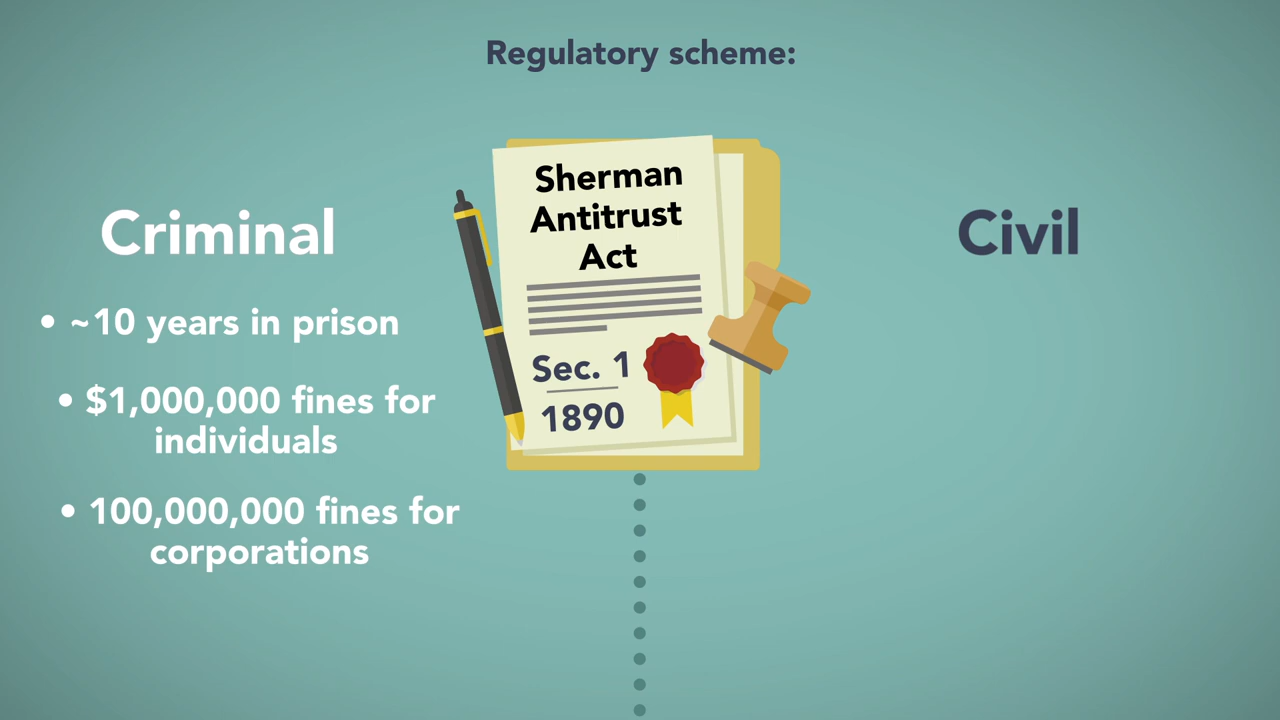 Regulatory scheme:
Sherman
Antitrust
Act
Sec. 1
1890
Criminal
• ~10 years in prison
• $1,000,000 fines for
individuals
• 100,000,000 fines for
corporations
Civil